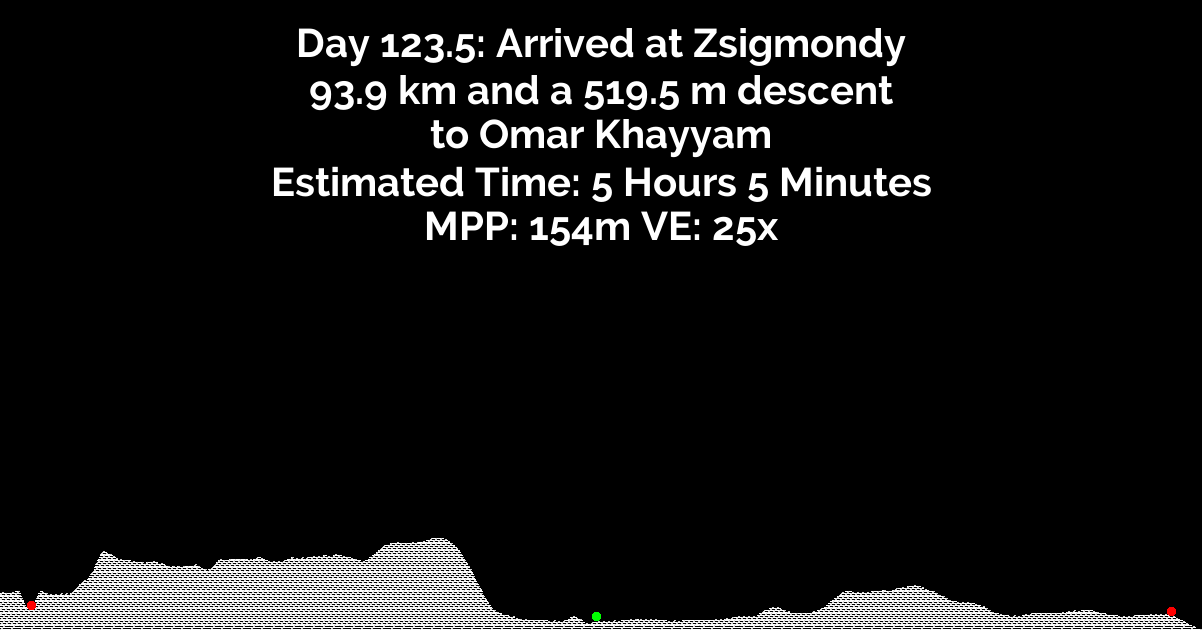 Day 123.5: Arrived at Zsigmondy
93.9 km and a 519.5 m descent
to Omar Khayyam
Estimated Time: 5 Hours 5 Minutes
MPP: 154m VE: 25x